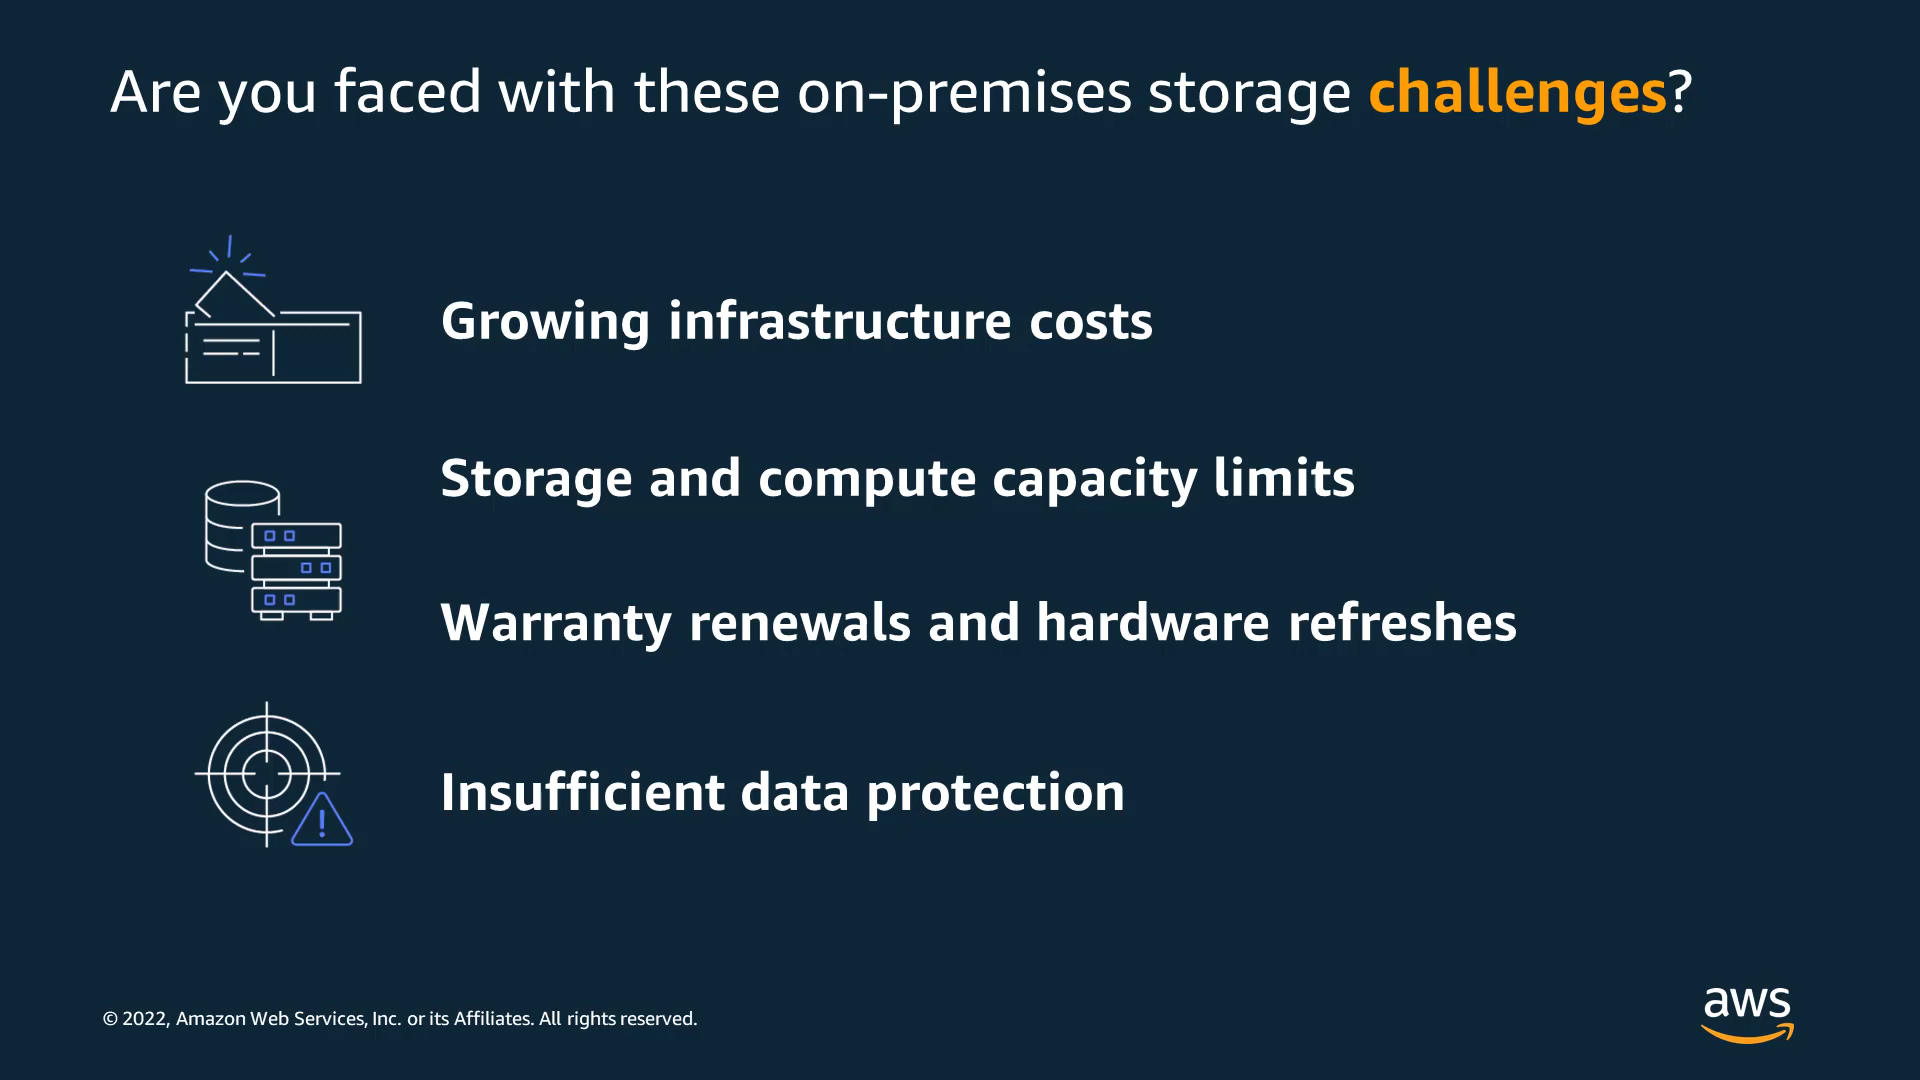 Are you faced with these on-premises storage challenges?
Growing infrastructure costs
Storage and compute capacity limits
Warranty renewals and hardware refreshes
Insufficient data protection
© 2022, Amazon Web Services, Inc. or its Affiliates. All rights reserved.
aws